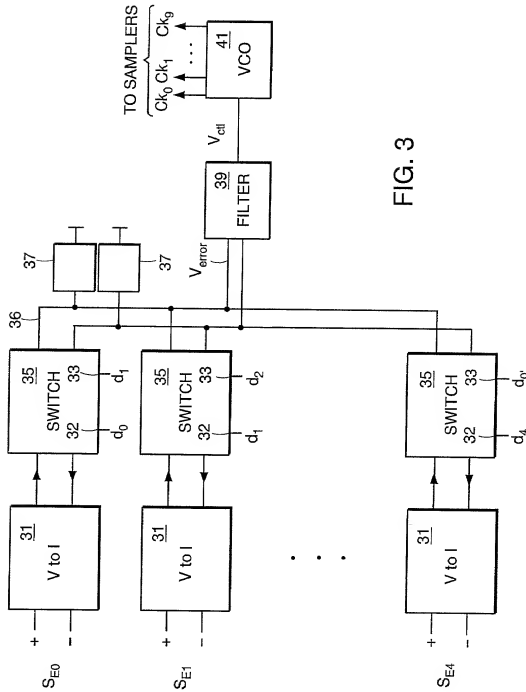 TO SAMPLERS
Ck0 Ck1 . . . Ck9
41
VCO
Vctl
39
FILTER
FIG. 3
Verror
37
37
36
35
SWITCH
32
33
d0
d1
35
SWITCH
32
33
d1
d2
35
SWITCH
32
33
d4
d0'
31
V to I
31
V to I
. . .
31
V to I
+
−
+
−
+
−
SE0
SE1
SE4